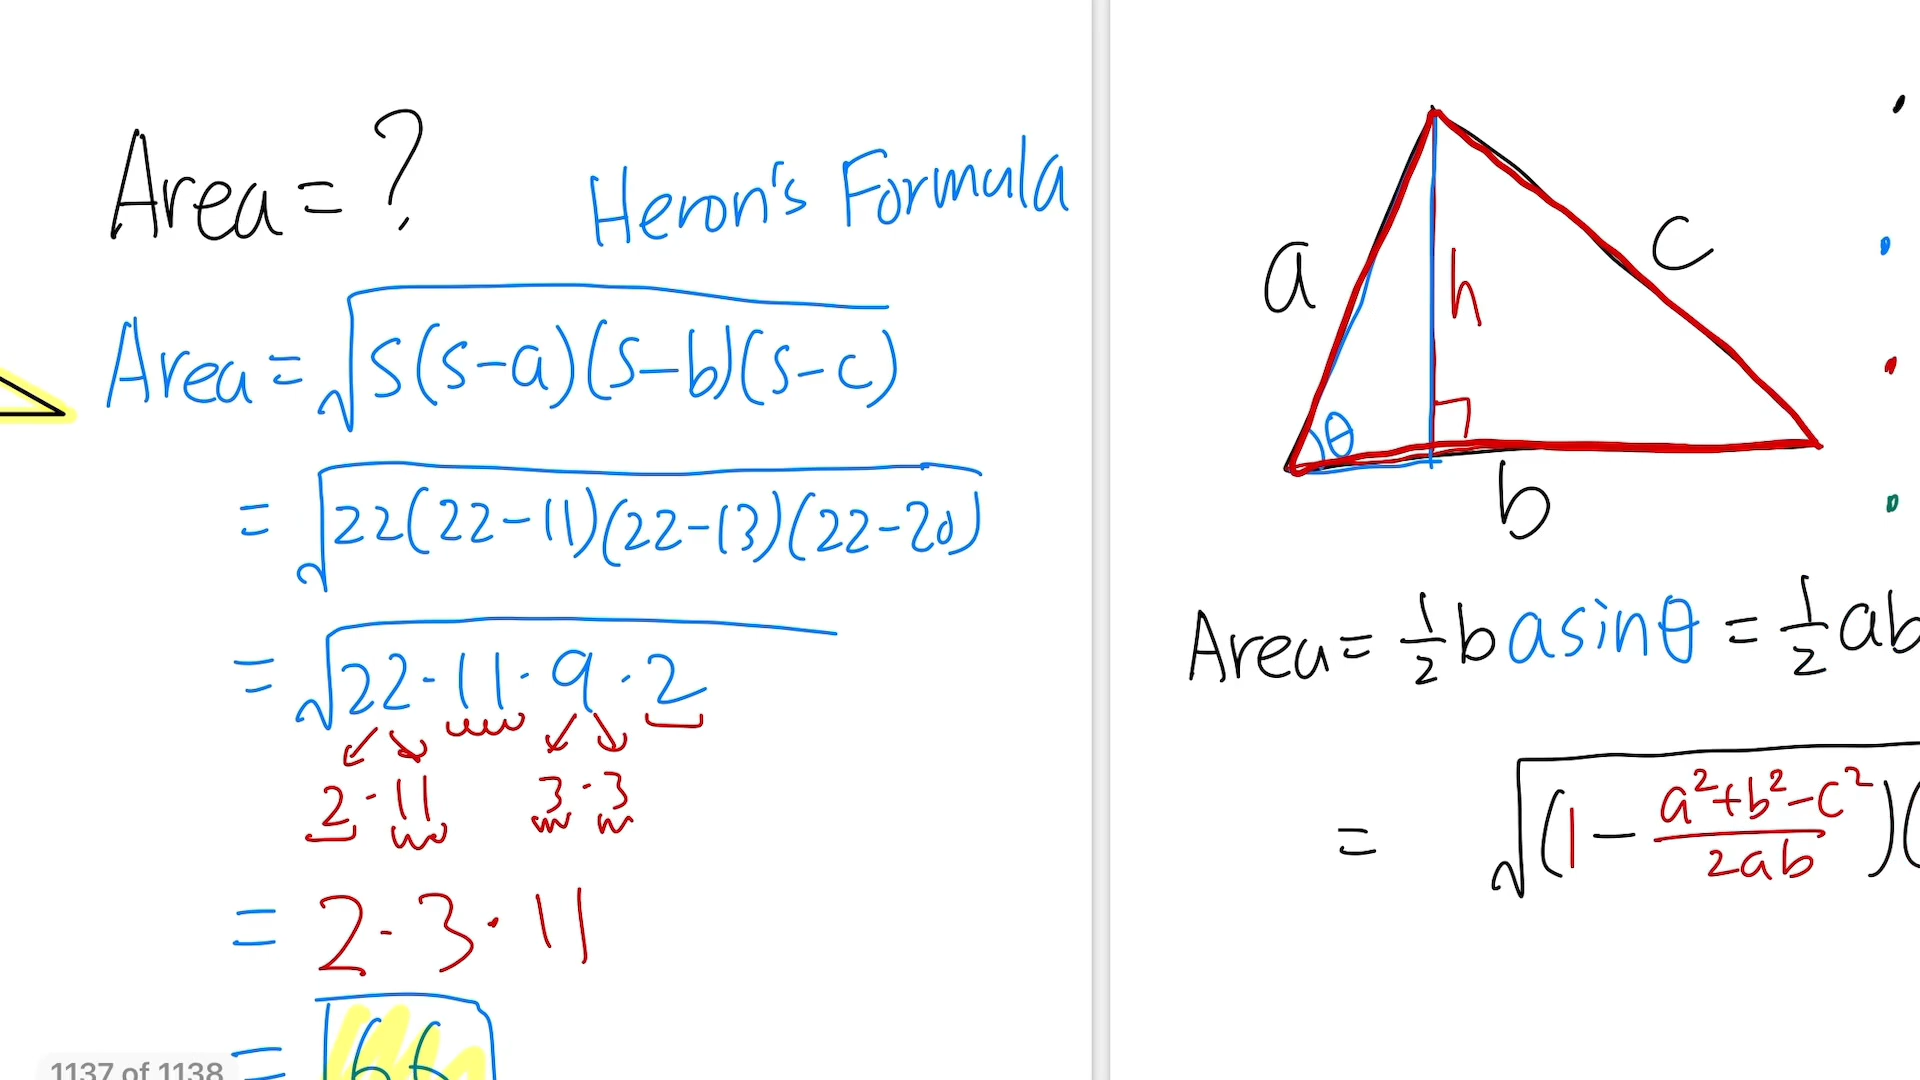 Area = ?
Heron's Formula
Area = √s(s-a)(s-b)(s-c)
= √22(22-11)(22-13)(22-20)
= √22·11·9·2
2·11 3·3
= 2·3·11
= 66
1137 of 1138
a
h
c
θ
b
Area = 1/2 b a sinθ = 1/2 ab
= √(1 - a²+b²-c²/2ab)(